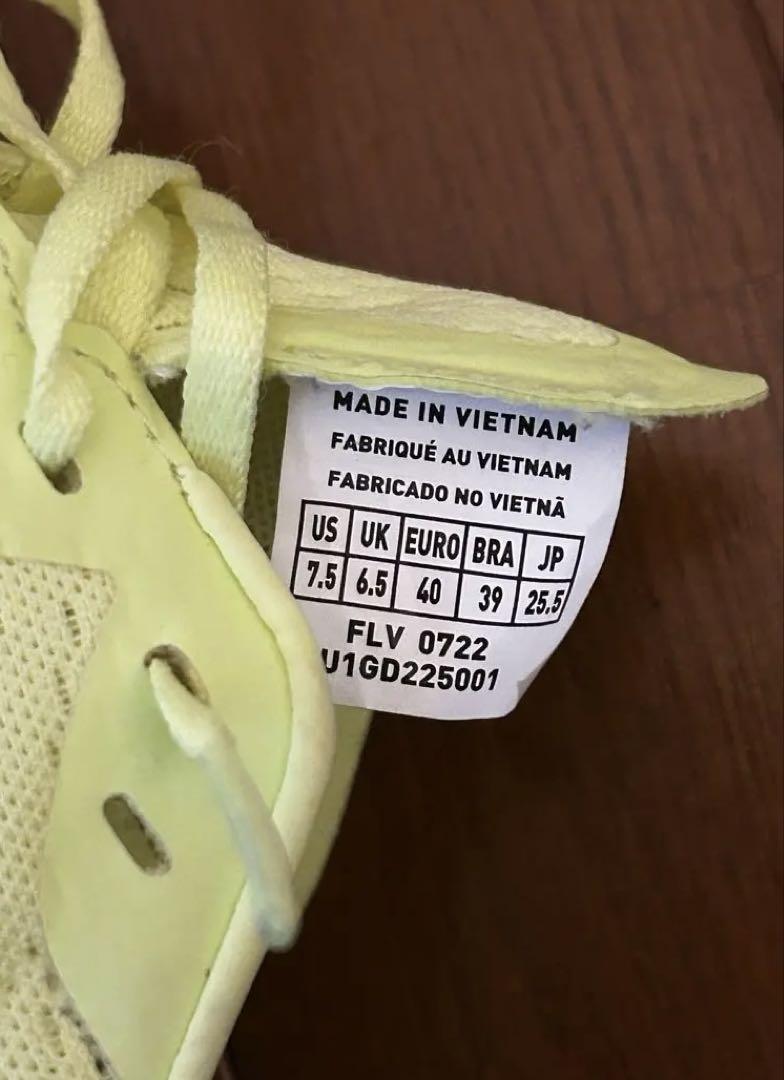 MADE IN VIETNAM
FABRIQUÉ AU VIETNAM
FABRICADO NO VIETNÃ
US UK EURO BRA JP
7.5 6.5 40 39 25.5
FLV 0722
U1GD225001